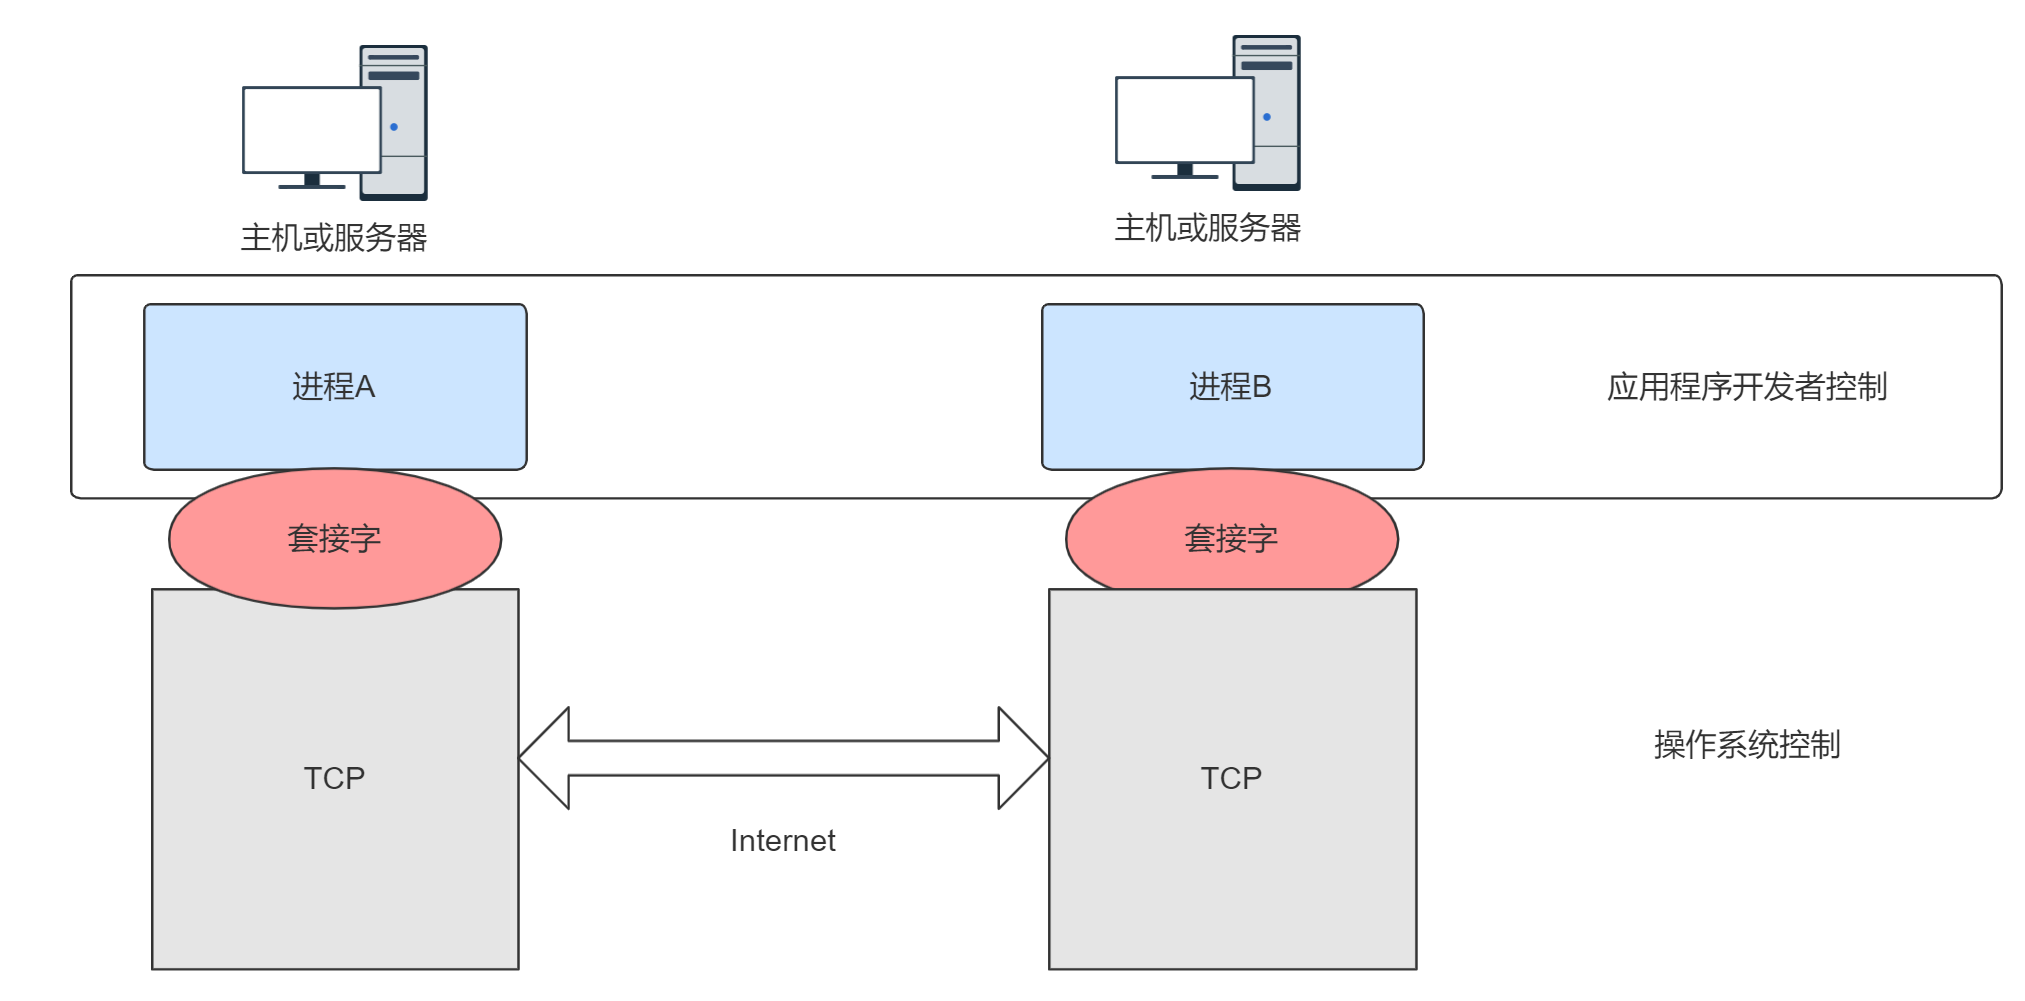 主机或服务器
主机或服务器
进程A
进程B
应用程序开发者控制
套接字
套接字
操作系统控制
TCP
TCP
Internet